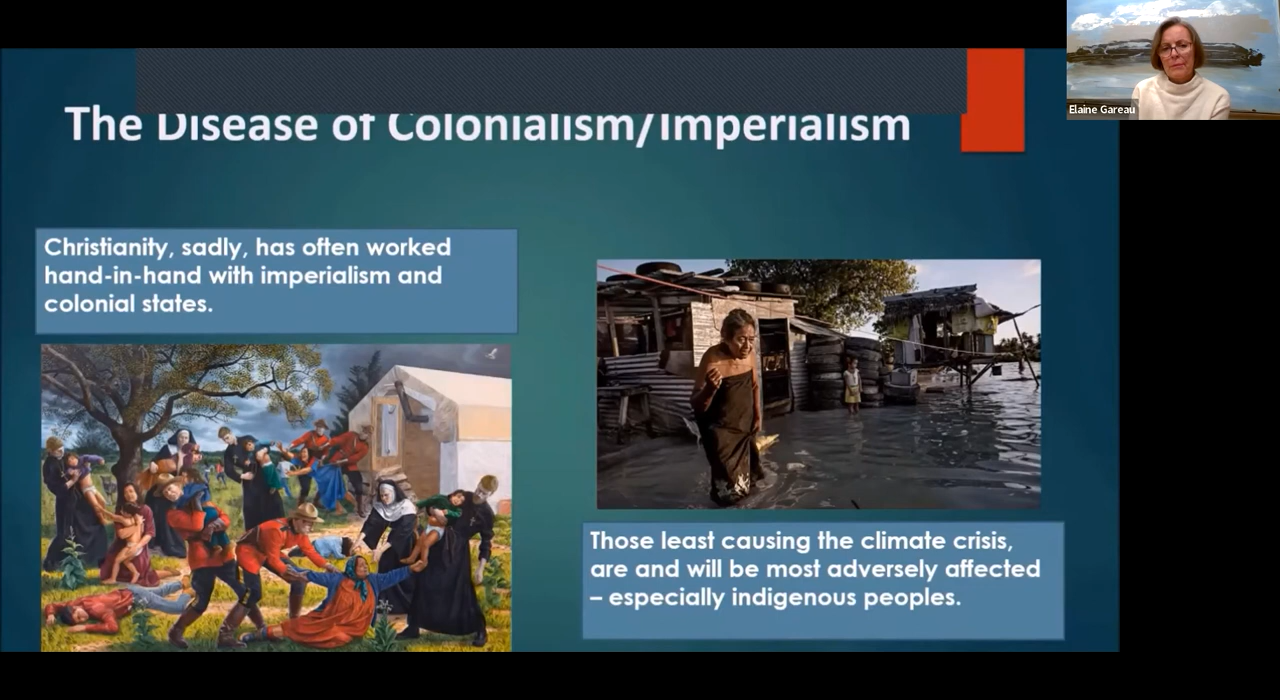 The Disease of Colonialism/Imperialism
Elaine Gareau
Christianity, sadly, has often worked
hand-in-hand with imperialism and
colonial states.
Those least causing the climate crisis,
are and will be most adversely affected
– especially indigenous peoples.